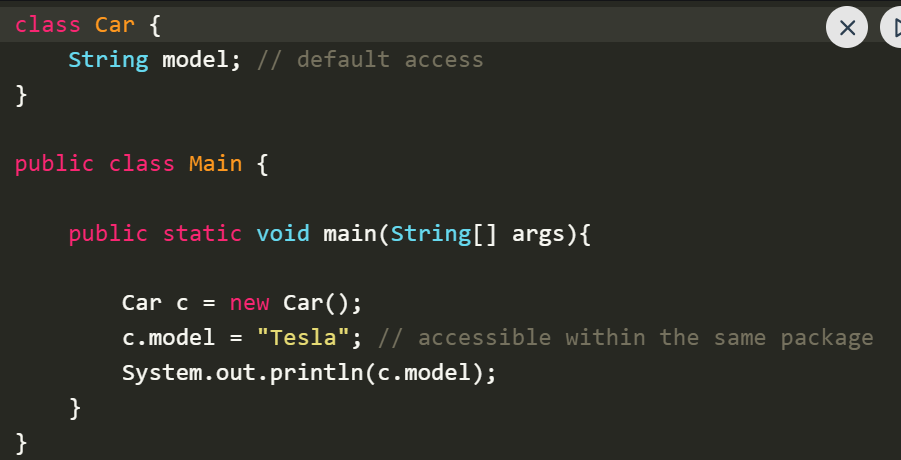 class Car {
    String model; // default access
}

public class Main {

    public static void main(String[] args){

        Car c = new Car();
        c.model = "Tesla"; // accessible within the same package
        System.out.println(c.model);
    }
}